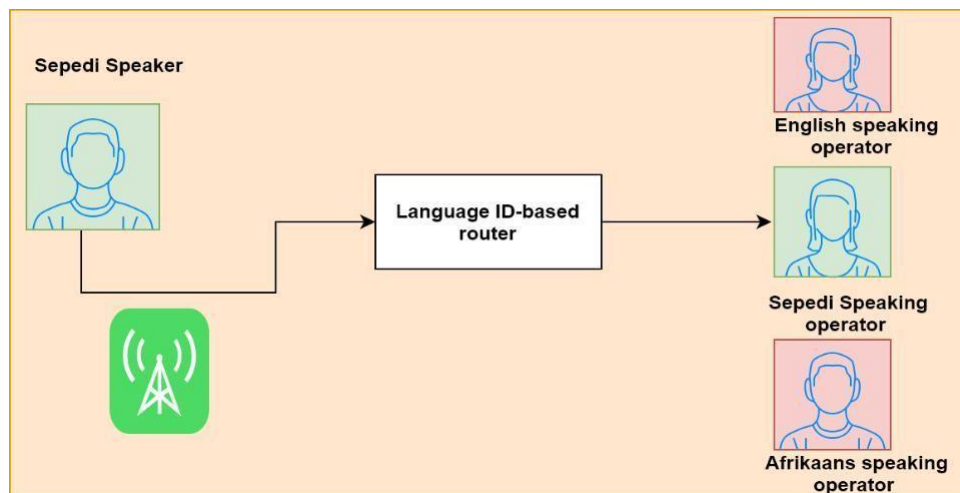 Sepedi Speaker
Language ID-based
router
English speaking
operator
Sepedi Speaking
operator
Afrikaans speaking
operator